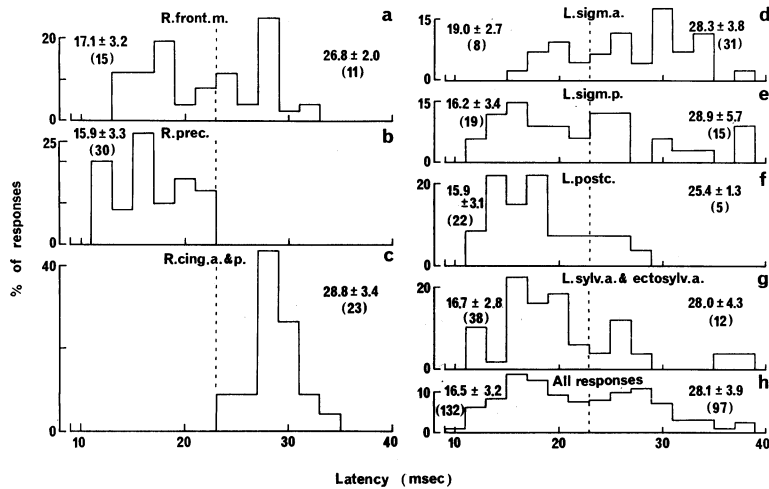 R.front.m.
a
17.1 ± 3.2
(15)
26.8 ± 2.0
(11)
20
10
0
R.prec.
b
15.9 ± 3.3
(30)
25
0
R.cing.a.&p.
c
28.8 ± 3.4
(23)
40
0
10
20
30
40
% of responses
L.sigm.a.
d
19.0 ± 2.7
(8)
28.3 ± 3.8
(31)
15
0
L.sigm.p.
e
16.2 ± 3.4
(19)
28.9 ± 5.7
(15)
15
0
L.postc.
f
15.9
±3.1
(22)
25.4 ± 1.3
(5)
20
0
L.sylv.a. & ectosylv.a.
g
16.7 ± 2.8
(38)
28.0 ± 4.3
(12)
20
0
All responses
h
16.5 ± 3.2
(132)
28.1 ± 3.9
(97)
10
0
10
20
30
40
Latency (msec)